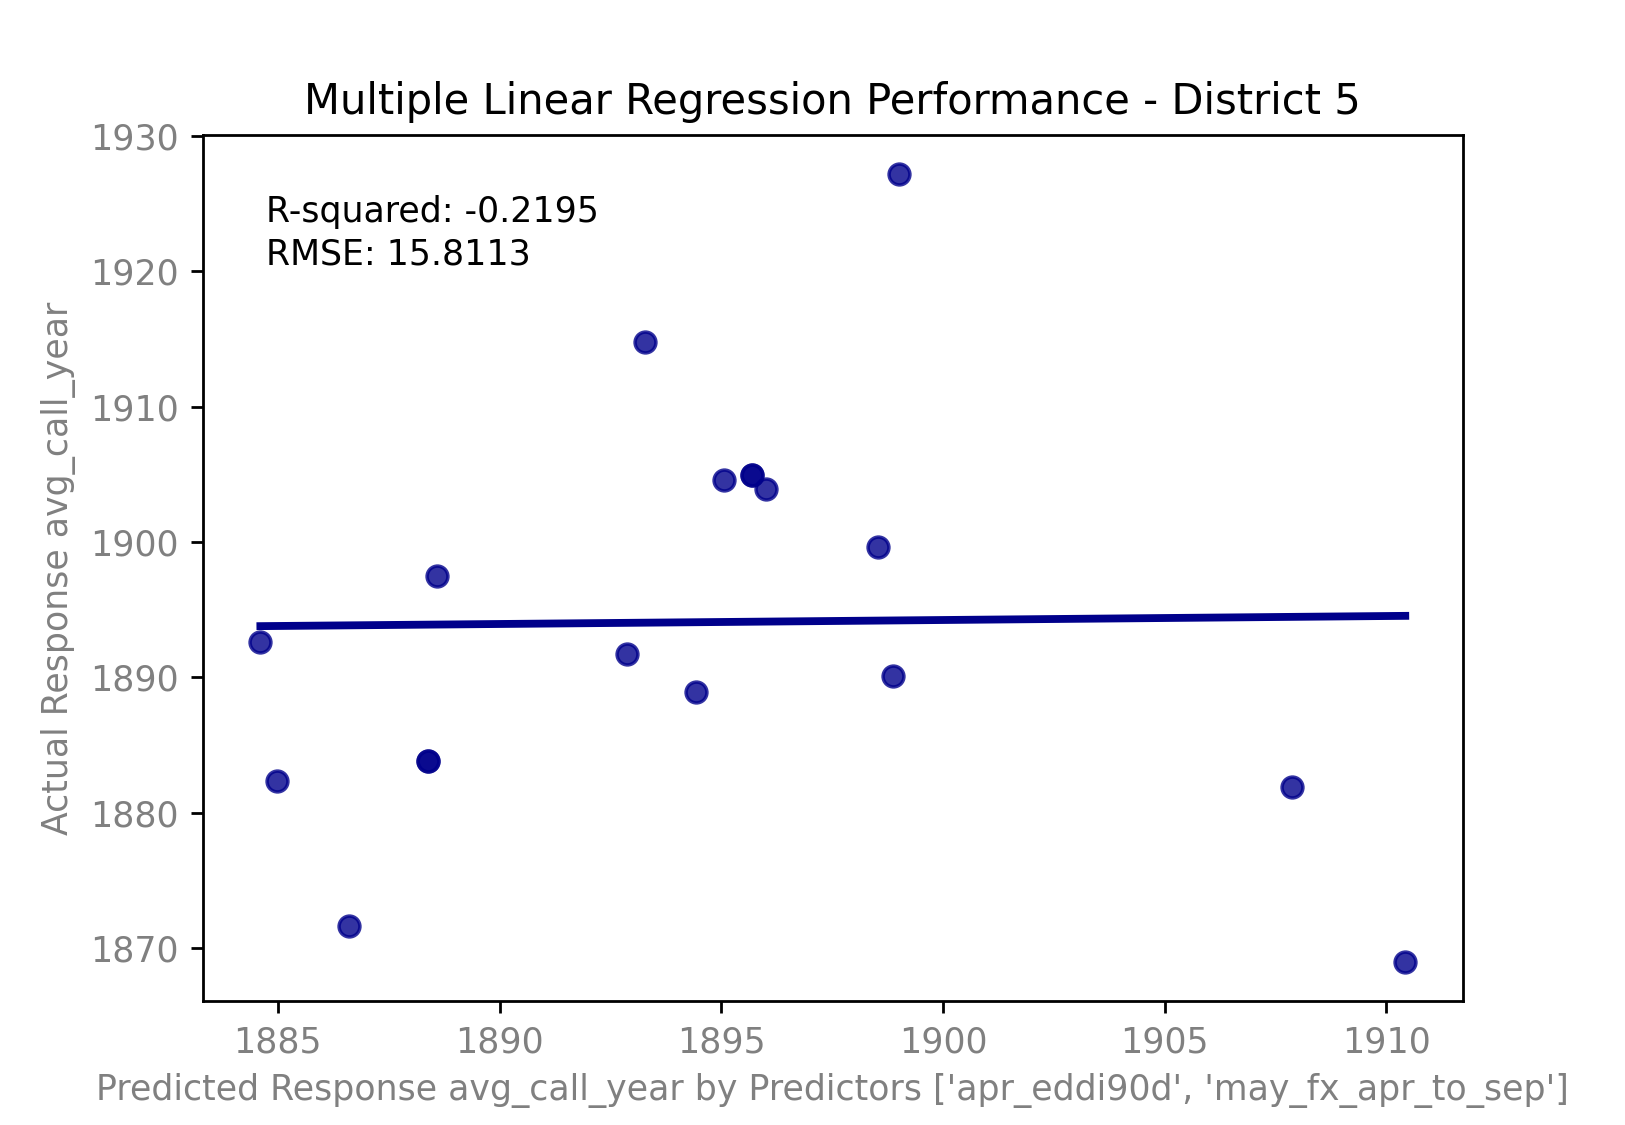 Multiple Linear Regression Performance - District 5
R-squared: -0.2195
RMSE: 15.8113
Actual Response avg_call_year
1930
1920
1910
1900
1890
1880
1870
1885 1890 1895 1900 1905 1910
Predicted Response avg_call_year by Predictors ['apr_eddi90d', 'may_fx_apr_to_sep']